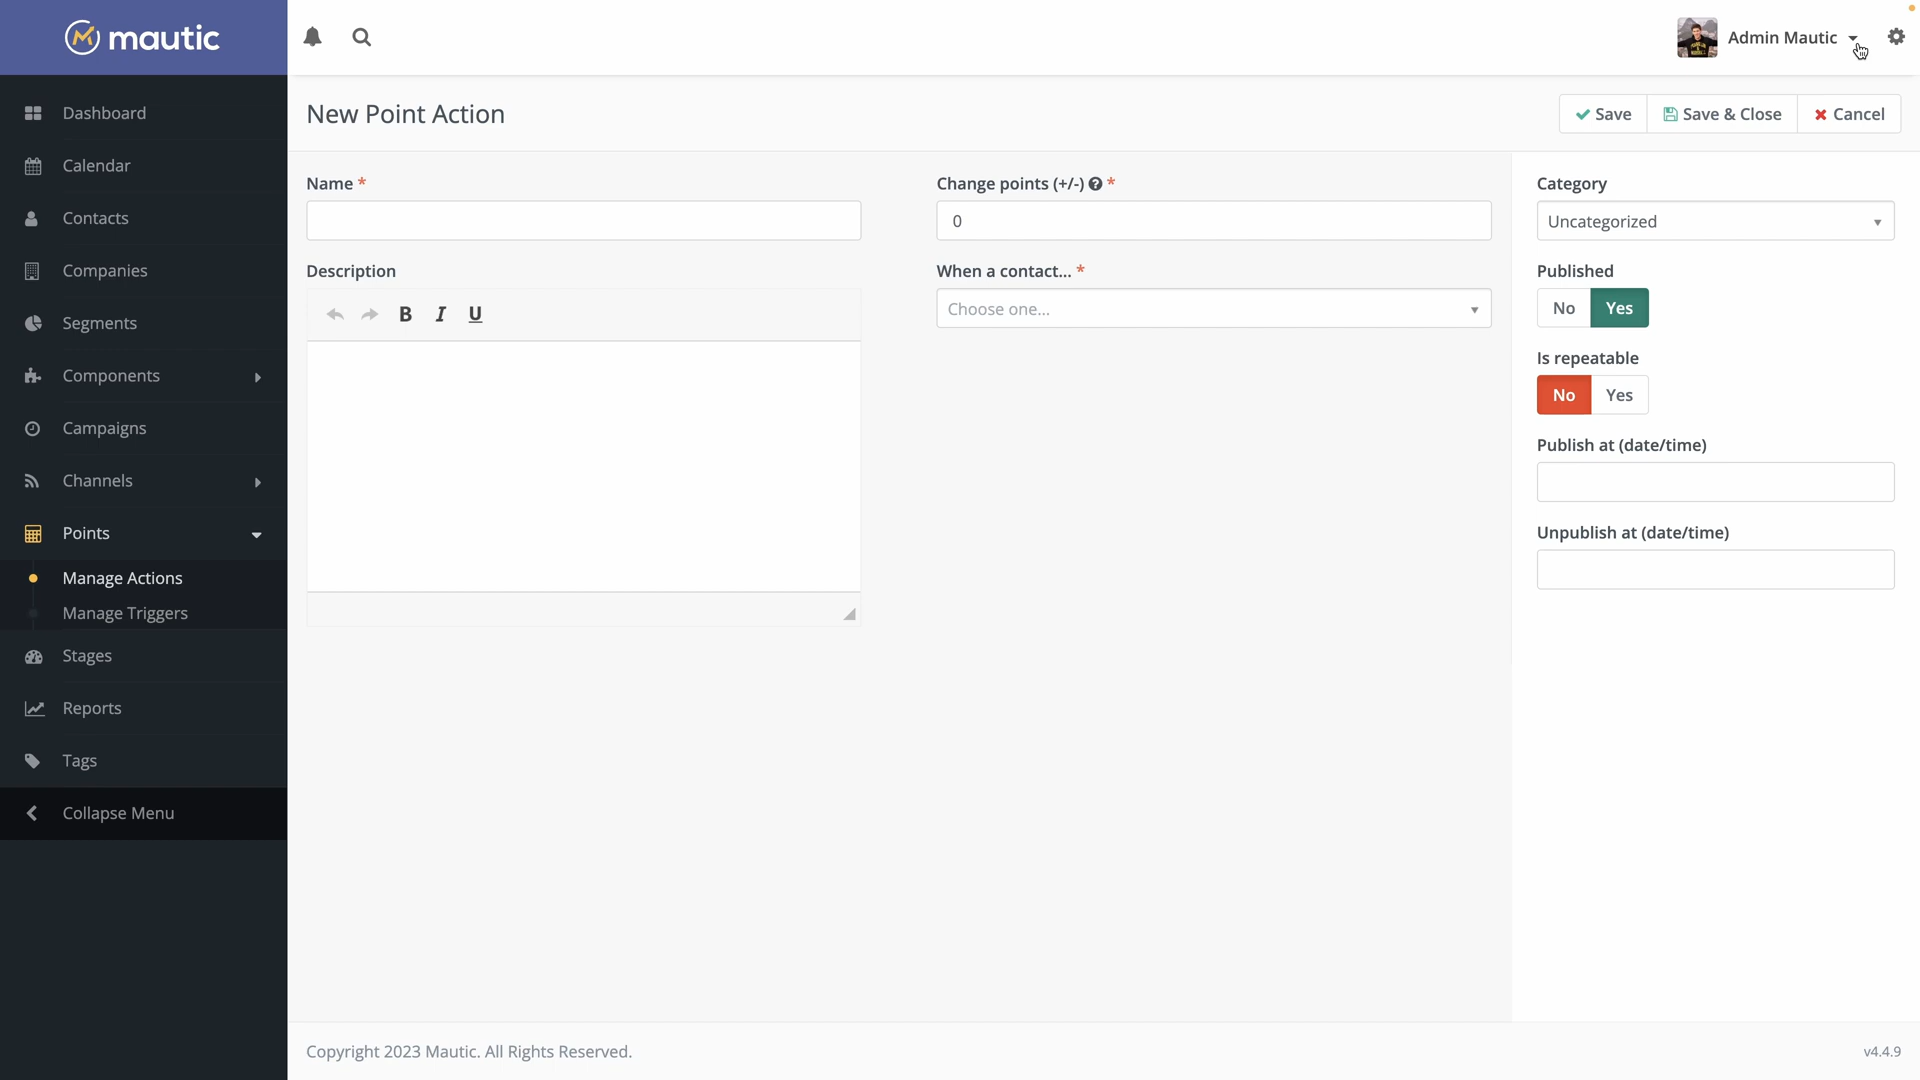 mautic
Admin Mautic
Dashboard
Calendar
Contacts
Companies
Segments
Components
Campaigns
Channels
Points
Manage Actions
Manage Triggers
Stages
Reports
Tags
Collapse Menu
New Point Action
Save
Save & Close
Cancel
Name *
Description
B I U
Change points (+/-) ? *
0
When a contact... *
Choose one...
Category
Uncategorized
Published
No Yes
Is repeatable
No Yes
Publish at (date/time)
Unpublish at (date/time)
Copyright 2023 Mautic. All Rights Reserved.
v4.4.9